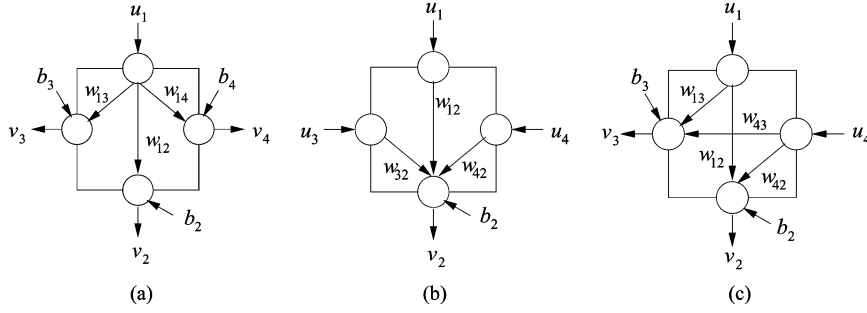 u1 u1 u1
b3 w13 w14 b4 w12 b3 w13
v3 w12 v4 u3 u4 v3 w43 u4
w32 w42 w12 w42
b2 b2 b2
v2 v2 v2
(a) (b) (c)